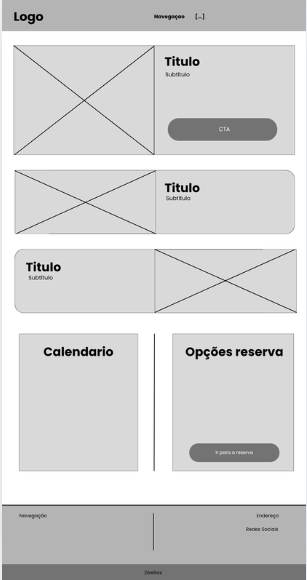 Logo
Navegaçao [...]
Titulo
Subtitulo
CTA
Titulo
Subtitulo
Titulo
Subtitulo
Calendario
Opções reserva
Ir para a reserva
Navegação
Endereço
Redes Sociais
Direitos